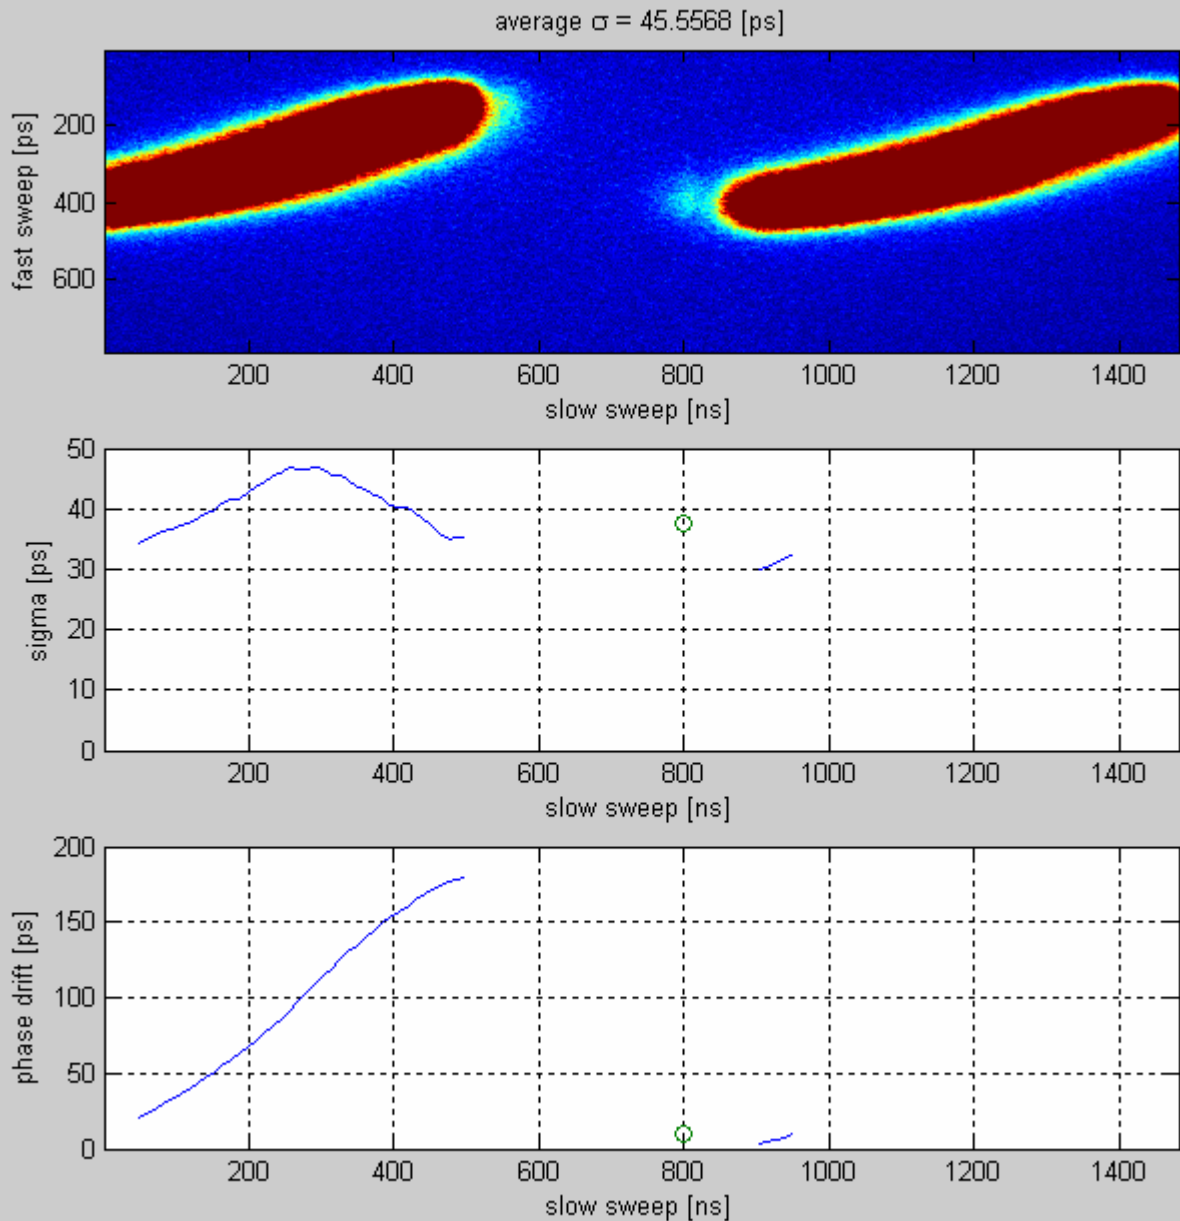 average σ = 45.5568 [ps]
fast sweep [ps]
200
400
600
200 400 600 800 1000 1200 1400
slow sweep [ns]
sigma [ps]
50
40
30
20
10
0
200 400 600 800 1000 1200 1400
slow sweep [ns]
phase drift [ps]
200
150
100
50
0
200 400 600 800 1000 1200 1400
slow sweep [ns]